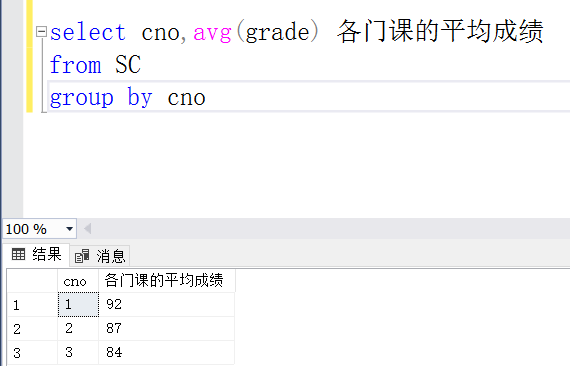 select cno,avg(grade) 各门课的平均成绩
from SC
group by cno
100 %
结果 消息
cno 各门课的平均成绩
1 1 92
2 2 87
3 3 84